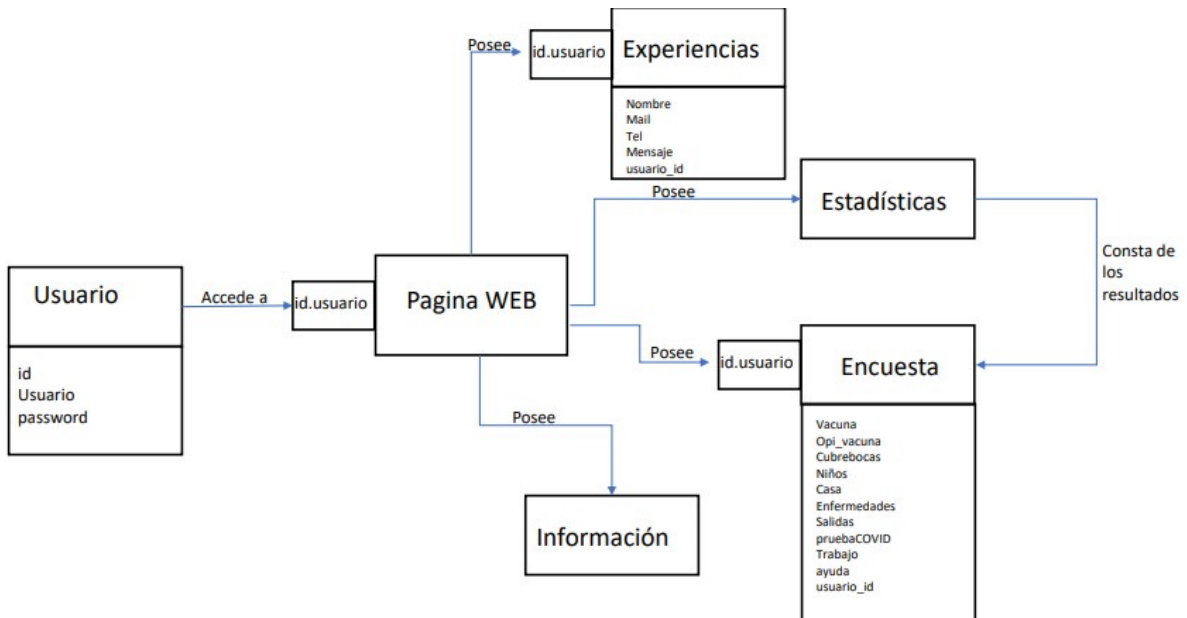 Posee
id.usuario
Experiencias
Nombre
Mail
Tel
Mensaje
usuario_id
Posee
Estadísticas
Consta de
los
resultados
Usuario
id
Usuario
password
Accede a
id.usuario
Pagina WEB
Posee
id.usuario
Encuesta
Vacuna
Opi_vacuna
Cubrebocas
Niños
Casa
Enfermedades
Salidas
pruebaCOVID
Trabajo
ayuda
usuario_id
Posee
Información